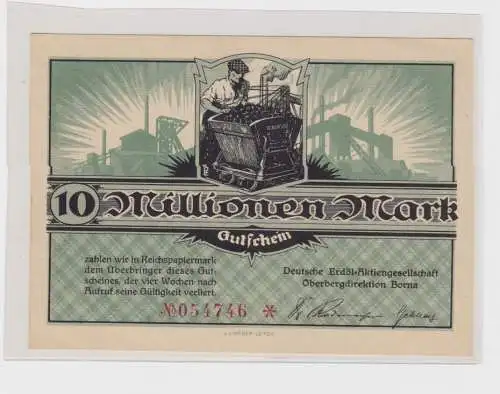 10 Millionen Mark
Gutschein
zahlen wir in Reichspapiermark
dem Überbringer dieses Gut-
scheines, der vier Wochen nach
Aufruf seine Gültigkeit verliert.
Deutsche Erdöl-Aktiengesellschaft
Oberbergdirektion Borna
№054746 *